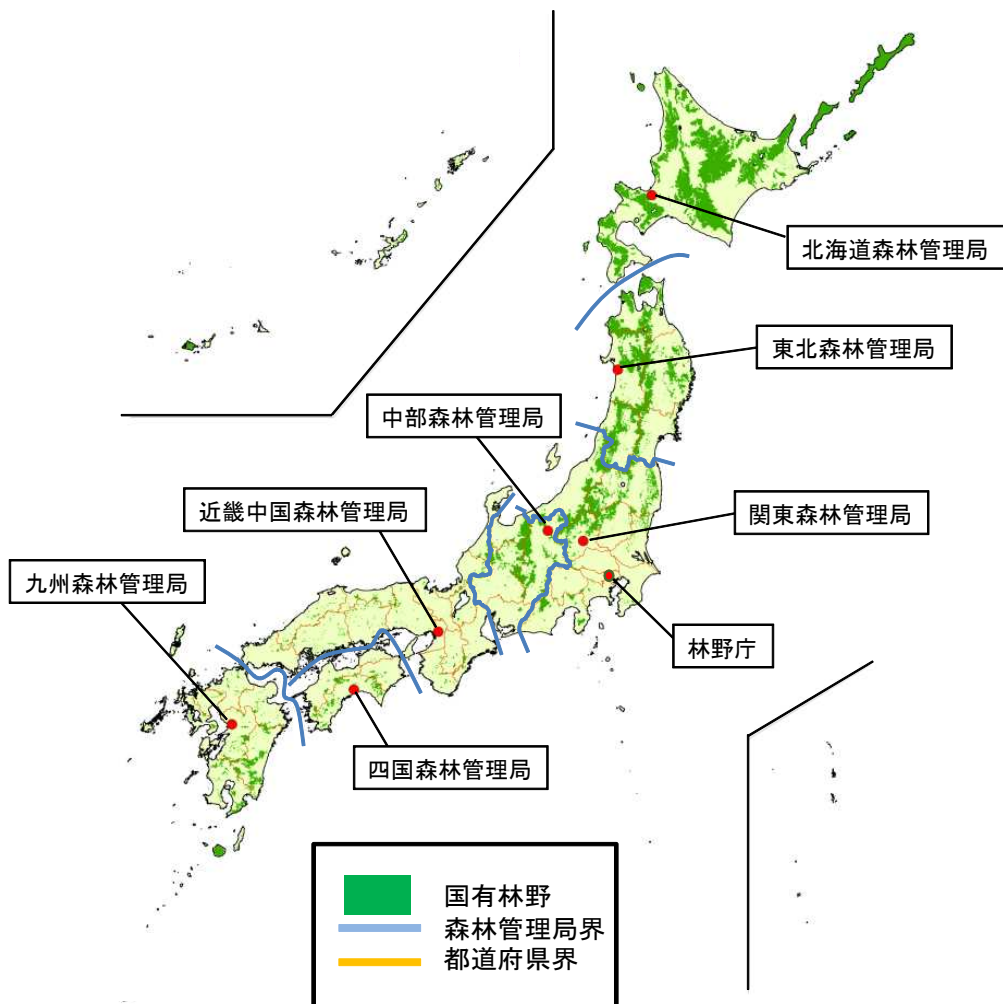 北海道森林管理局
東北森林管理局
中部森林管理局
近畿中国森林管理局
関東森林管理局
九州森林管理局
林野庁
四国森林管理局
国有林野
森林管理局界
都道府県界